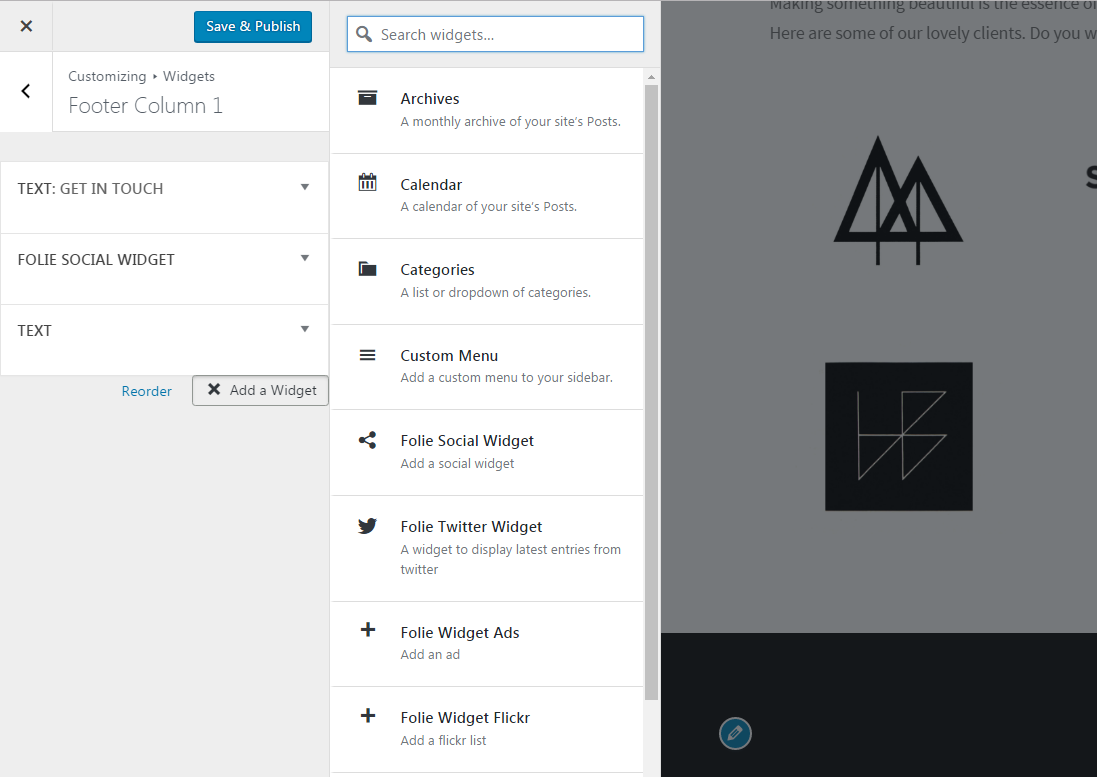 Save & Publish
Customizing ▸ Widgets
Footer Column 1
TEXT: GET IN TOUCH
FOLIE SOCIAL WIDGET
TEXT
Reorder
Add a Widget
Search widgets...
Archives
A monthly archive of your site's Posts.
Calendar
A calendar of your site's Posts.
Categories
A list or dropdown of categories.
Custom Menu
Add a custom menu to your sidebar.
Folie Social Widget
Add a social widget
Folie Twitter Widget
A widget to display latest entries from
twitter
Folie Widget Ads
Add an ad
Folie Widget Flickr
Add a flickr list
Making something beautiful is the essence of
Here are some of our lovely clients. Do you w
S